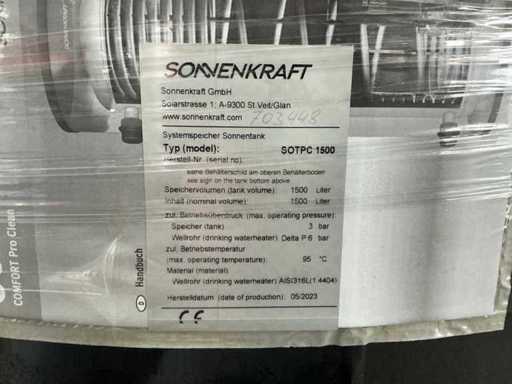 SONNENKRAFT
Sonnenkraft GmbH
Solarstrasse 1; A-9300 St.Veit/Glan
www.sonnenkraft.com 703448
Systemspeicher Sonnentank
Typ (model): SOTPC 1500
Herstell-Nr. (serial no):
siehe Behälterschild am oberen Behälterboden
see sign on the tank bottom above
Speichervolumen (tank volume): 1500 Liter
Inhalt (nominal volume): 1500 Liter
zul. Betriebsüberdruck (max. operating pressure):
Speicher (tank) 3 bar
Wellrohr (drinking waterheater) Delta P 6 bar
zul. Betriebstemperatur
(max. operating temperature): 95 °C
Material (material)
Wellrohr (drinking waterheater) AISI316L(1.4404)
Herstelldatum (date of production): 05/2023
CE
COMFORT Pro Clean
D Handbuch